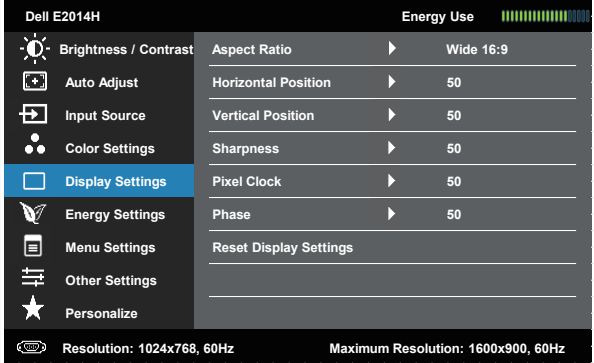 Dell E2014H Energy Use
Brightness / Contrast Aspect Ratio Wide 16:9
Auto Adjust Horizontal Position 50
Input Source Vertical Position 50
Color Settings Sharpness 50
Display Settings Pixel Clock 50
Energy Settings Phase 50
Menu Settings Reset Display Settings
Other Settings
Personalize
Resolution: 1024x768, 60Hz Maximum Resolution: 1600x900, 60Hz